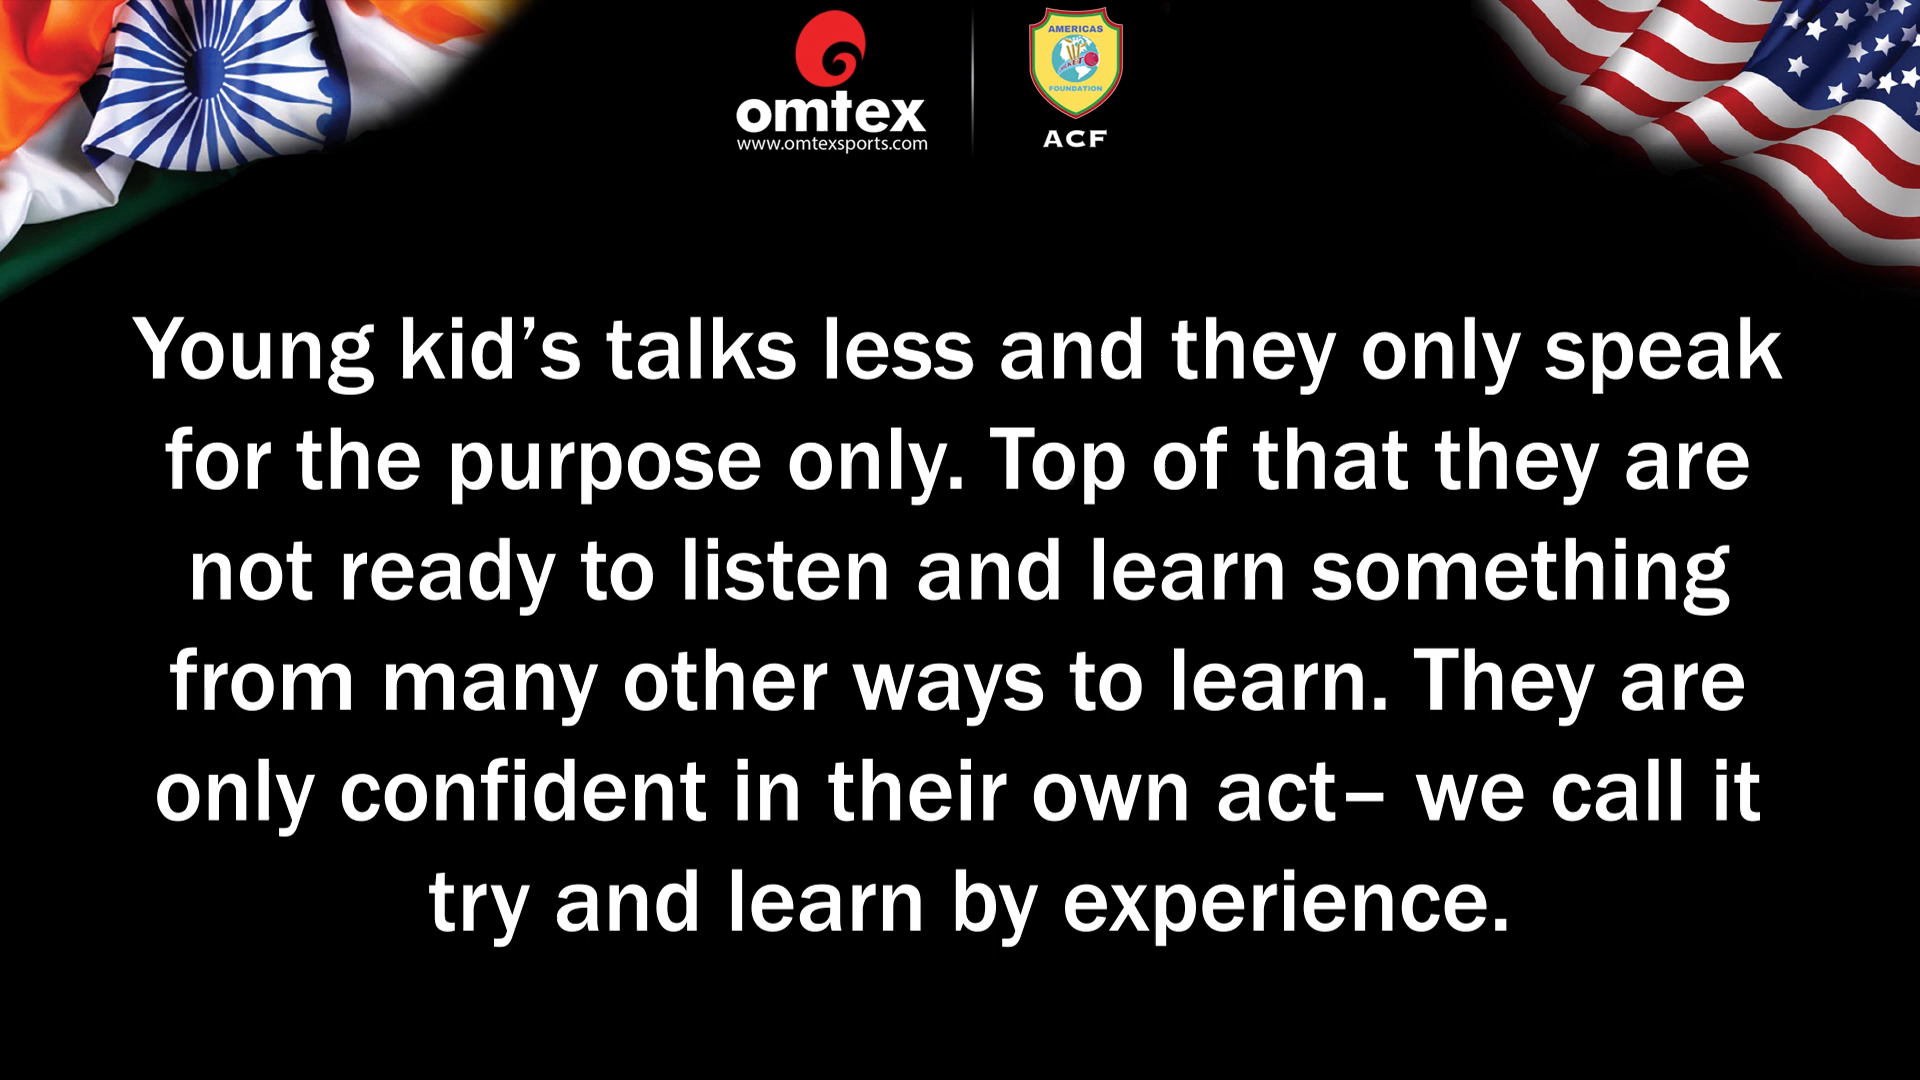 omtex
www.omtexsports.com
AMERICAS
CRICKET
FOUNDATION
ACF
Young kid’s talks less and they only speak
for the purpose only. Top of that they are
not ready to listen and learn something
from many other ways to learn. They are
only confident in their own act– we call it
try and learn by experience.